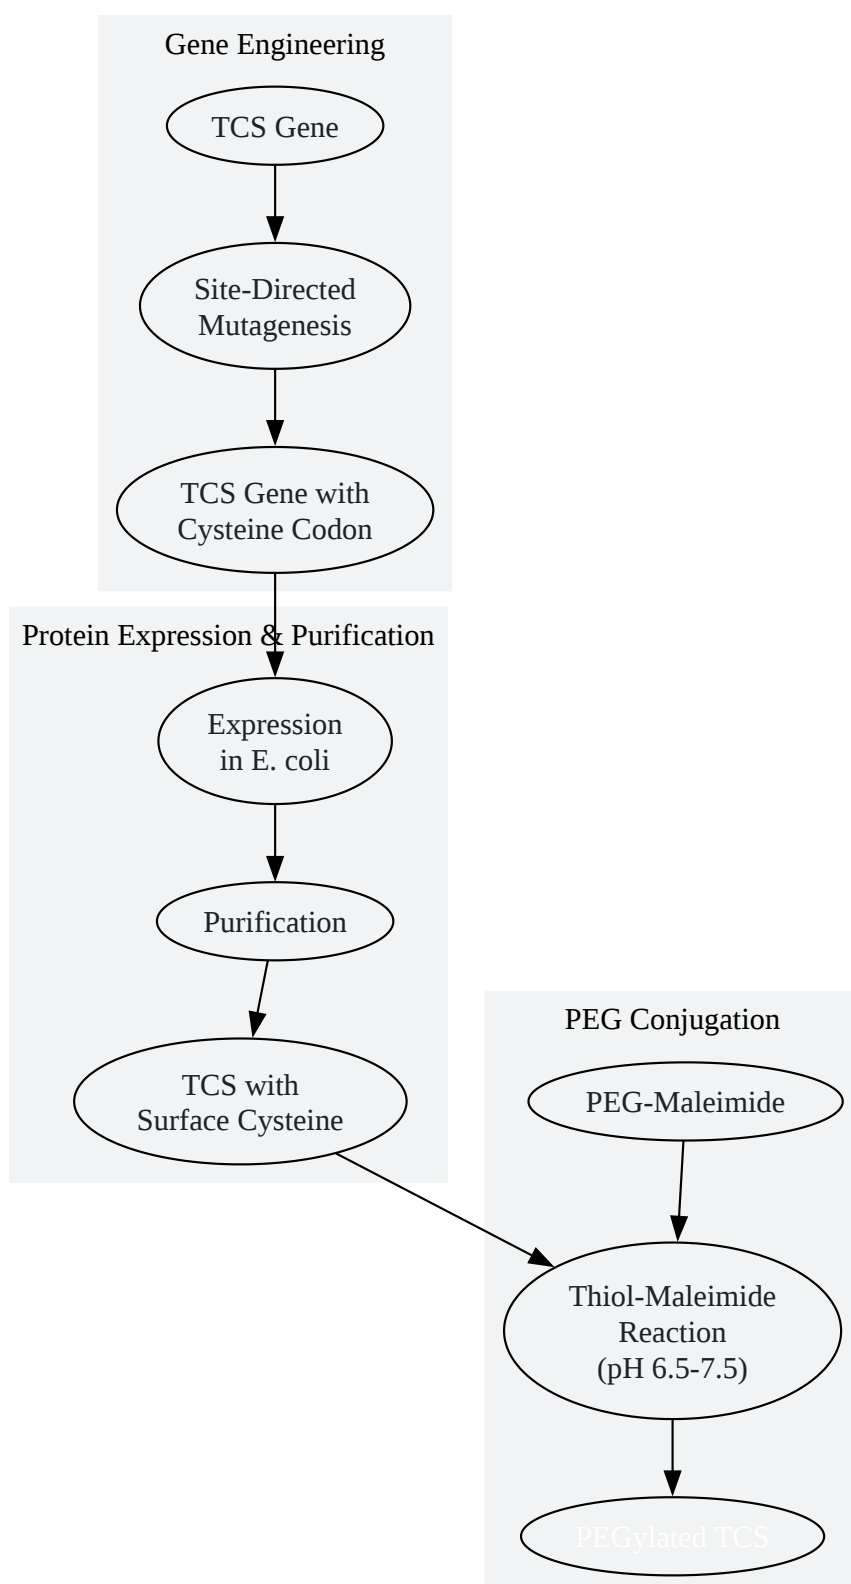 Gene Engineering
TCS Gene
Site-Directed
Mutagenesis
TCS Gene with
Cysteine Codon
Protein Expression & Purification
Expression
in E. coli
Purification
TCS with
Surface Cysteine
PEG Conjugation
PEG-Maleimide
Thiol-Maleimide
Reaction
(pH 6.5-7.5)
PEGylated TCS